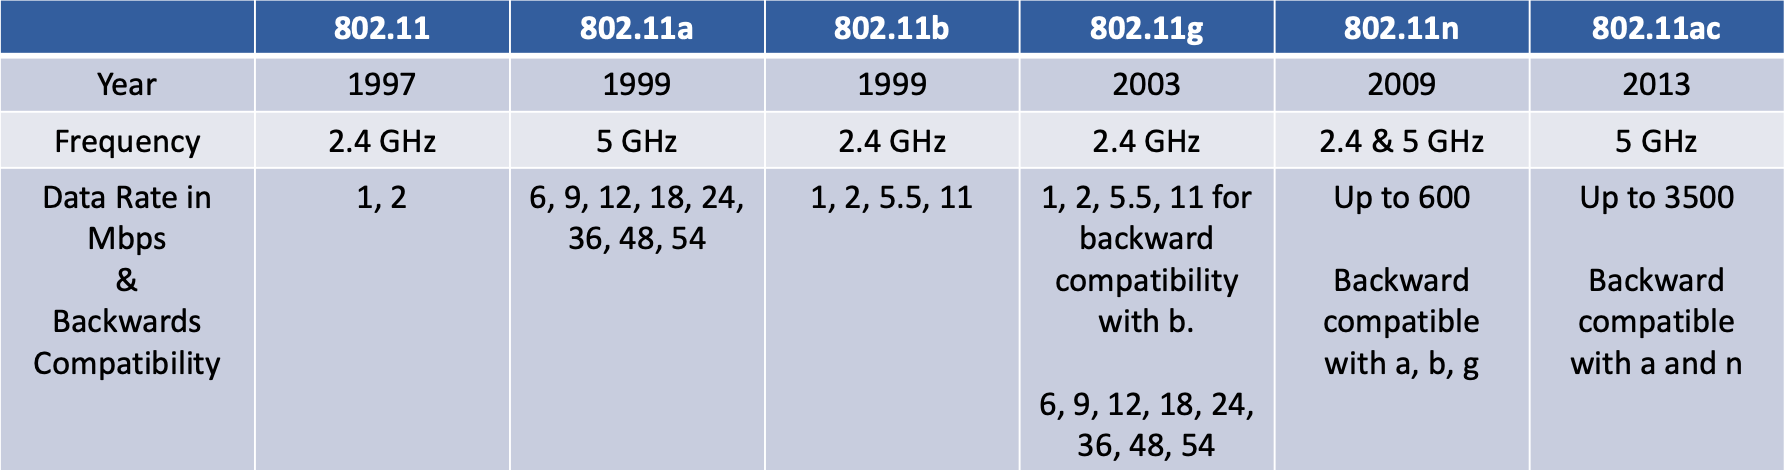 802.11
802.11a
802.11b
802.11g
802.11n
802.11ac
Year
1997
1999
1999
2003
2009
2013
Frequency
2.4 GHz
5 GHz
2.4 GHz
2.4 GHz
2.4 & 5 GHz
5 GHz
Data Rate in
Mbps
&
Backwards
Compatibility
1, 2
6, 9, 12, 18, 24,
36, 48, 54
1, 2, 5.5, 11
1, 2, 5.5, 11 for
backward
compatibility
with b.
6, 9, 12, 18, 24,
36, 48, 54
Up to 600
Backward
compatible
with a, b, g
Up to 3500
Backward
compatible
with a and n